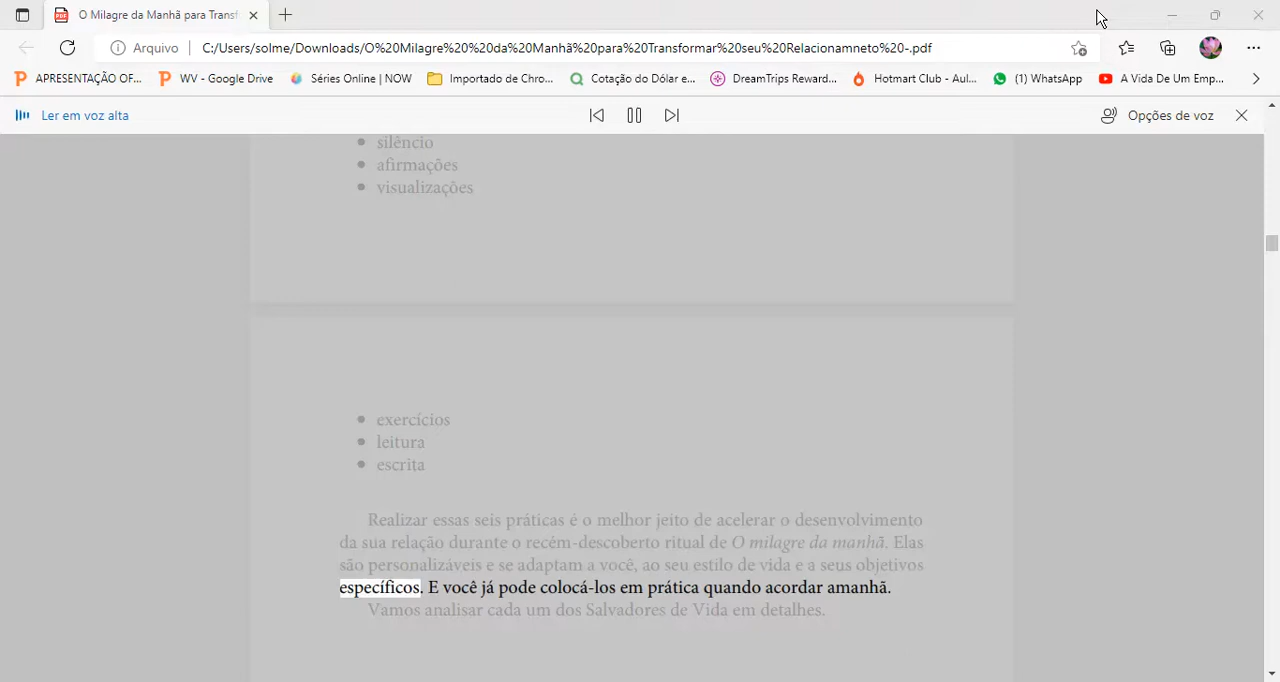 O Milagre da Manhã para Transf
Arquivo
C:/Users/solme/Downloads/O%20Milagre%20%20da%20Manhã%20para%20Transformar%20seu%20Relacionamneto%20-.pdf
APRESENTAÇÃO OF...
WV - Google Drive
Séries Online | NOW
Importado de Chro...
Cotação do Dólar e...
DreamTrips Reward...
Hotmart Club - Aul...
(1) WhatsApp
A Vida De Um Emp...
Ler em voz alta
Opções de voz
• silêncio
• afirmações
• visualizações
• exercícios
• leitura
• escrita
Realizar essas seis práticas é o melhor jeito de acelerar o desenvolvimento
da sua relação durante o recém-descoberto ritual de O milagre da manhã. Elas
são personalizáveis e se adaptam a você, ao seu estilo de vida e a seus objetivos
específicos. E você já pode colocá-los em prática quando acordar amanhã.
Vamos analisar cada um dos Salvadores de Vida em detalhes.